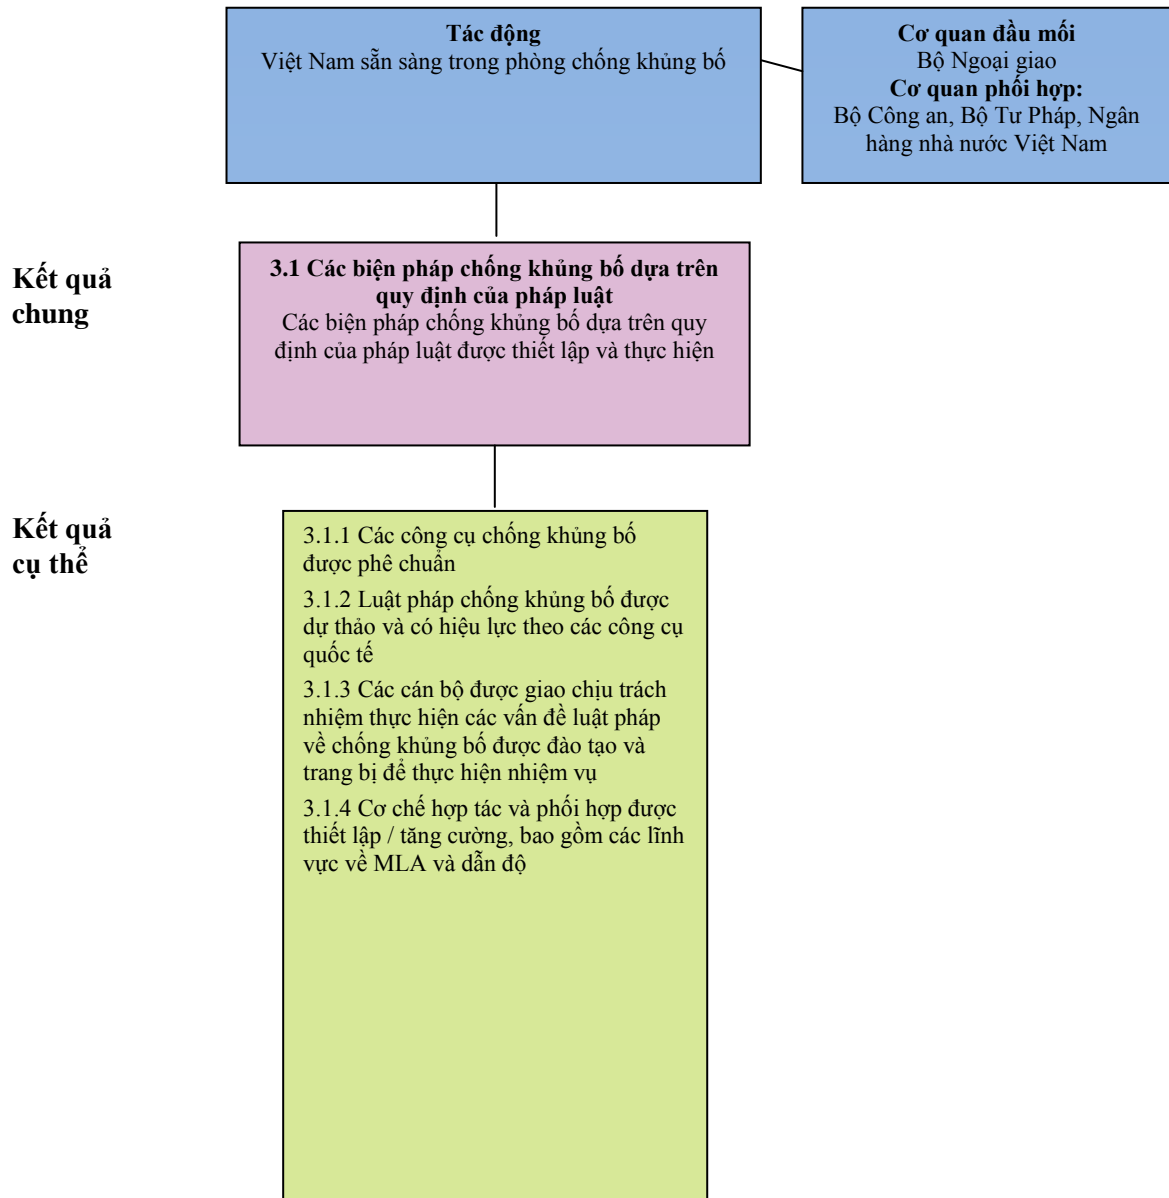 Tác động
Việt Nam sẵn sàng trong phòng chống khủng bố
Cơ quan đầu mối
Bộ Ngoại giao
Cơ quan phối hợp:
Bộ Công an, Bộ Tư Pháp, Ngân
hàng nhà nước Việt Nam
Kết quả
chung
3.1 Các biện pháp chống khủng bố dựa trên
quy định của pháp luật
Các biện pháp chống khủng bố dựa trên quy
định của pháp luật được thiết lập và thực hiện
Kết quả
cụ thể
3.1.1 Các công cụ chống khủng bố
được phê chuẩn
3.1.2 Luật pháp chống khủng bố được
dự thảo và có hiệu lực theo các công cụ
quốc tế
3.1.3 Các cán bộ được giao chịu trách
nhiệm thực hiện các vấn đề luật pháp
về chống khủng bố được đào tạo và
trang bị để thực hiện nhiệm vụ
3.1.4 Cơ chế hợp tác và phối hợp được
thiết lập / tăng cường, bao gồm các lĩnh
vực về MLA và dẫn độ